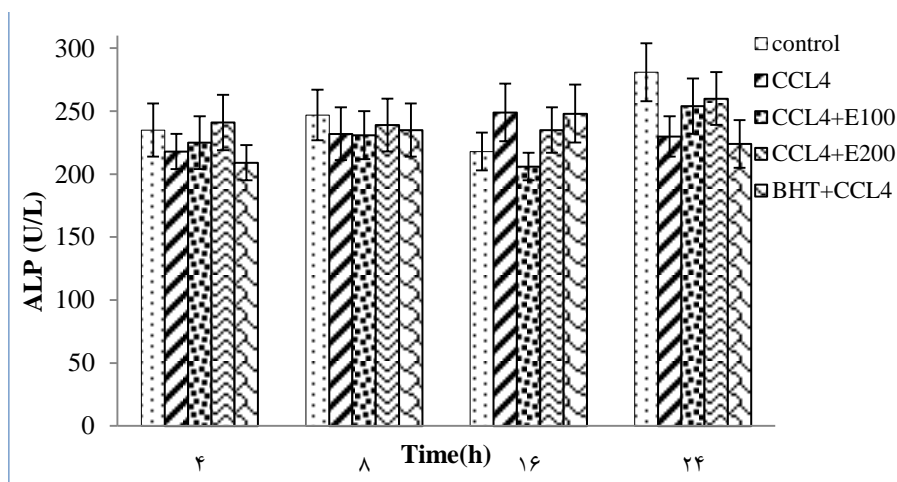 300
250
200
150
100
50
0
ALP (U/L)
control
CCL4
CCL4+E100
CCL4+E200
BHT+CCL4
۴
۸
۱۶
۲۴
Time(h)